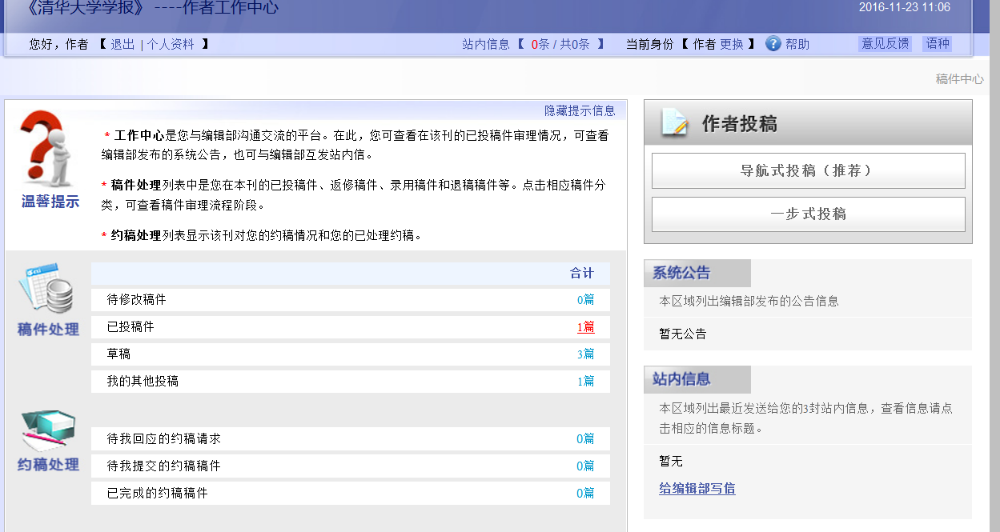 《清华大学学报》 ----作者工作中心
2016-11-23 11:06
您好，作者 【 退出 | 个人资料 】
站内信息 【 0条 / 共0条 】 当前身份 【 作者 更换 】 ? 帮助
意见反馈 语种
稿件中心
隐藏提示信息
温馨提示
* 工作中心是您与编辑部沟通交流的平台。在此，您可查看在该刊的已投稿件审理情况，可查看
编辑部发布的系统公告，也可与编辑部互发站内信。
* 稿件处理列表中是您在本刊的已投稿件、返修稿件、录用稿件和退稿稿件等。点击相应稿件分
类，可查看稿件审理流程阶段。
* 约稿处理列表显示该刊对您的约稿情况和您的已处理约稿。
稿件处理
合计
待修改稿件 0篇
已投稿件 1篇
草稿 3篇
我的其他投稿 1篇
约稿处理
待我回应的约稿请求 0篇
待我提交的约稿稿件 0篇
已完成的约稿稿件 0篇
作者投稿
导航式投稿（推荐）
一步式投稿
系统公告
本区域列出编辑部发布的公告信息
暂无公告
站内信息
本区域列出最近发送给您的3封站内信息，查看信息请点
击相应的信息标题。
暂无
给编辑部写信